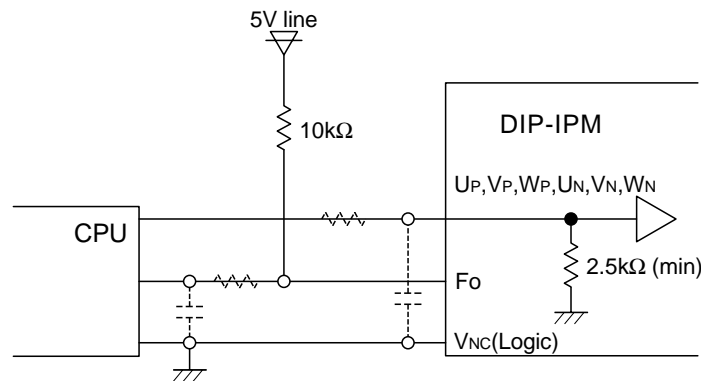 5V line
10kΩ
DIP-IPM
UP,VP,WP,UN,VN,WN
CPU
2.5kΩ (min)
Fo
VNC(Logic)